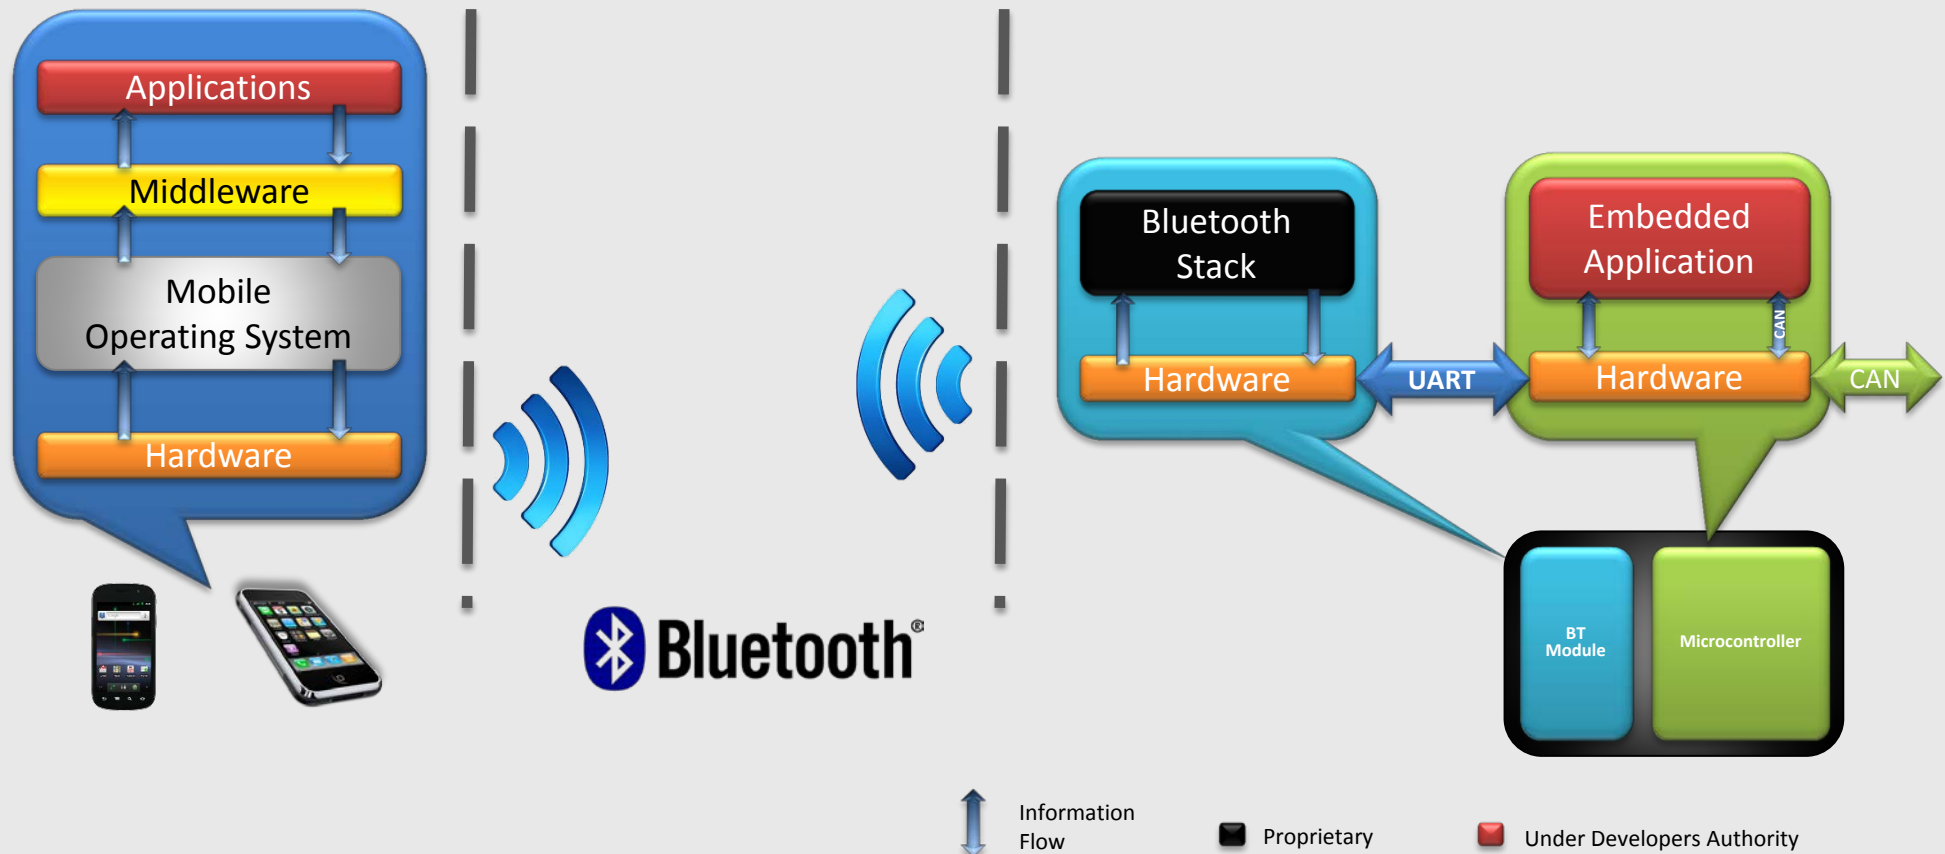 Applications
Middleware
Mobile
Operating System
Hardware
Bluetooth®
Bluetooth
Stack
Hardware
UART
Embedded
Application
CAN
Hardware
CAN
BT
Module
Microcontroller
Information
Flow
Proprietary
Under Developers Authority